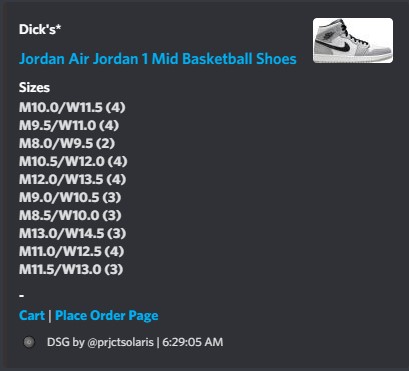 Dick's*
Jordan Air Jordan 1 Mid Basketball Shoes
Sizes
M10.0/W11.5 (4)
M9.5/W11.0 (4)
M8.0/W9.5 (2)
M10.5/W12.0 (4)
M12.0/W13.5 (4)
M9.0/W10.5 (3)
M8.5/W10.0 (3)
M13.0/W14.5 (3)
M11.0/W12.5 (4)
M11.5/W13.0 (3)
-
Cart | Place Order Page
DSG by @prjctsolaris | 6:29:05 AM